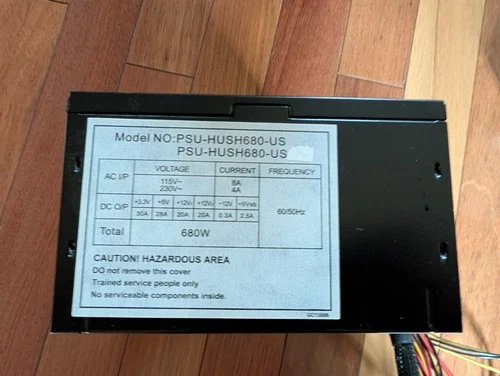 Model NO:PSU-HUSH680-US
PSU-HUSH680-US
AC I/P VOLTAGE CURRENT FREQUENCY
115V~ 8A
230V~ 4A
60/50Hz
DC O/P +3.3V +5V +12V1 +12V2 -12V +5VSB
30A 28A 20A 20A 0.3A 2.5A
Total 680W
CAUTION! HAZARDOUS AREA
DO not remove this cover
Trained service people only
No serviceable components inside.